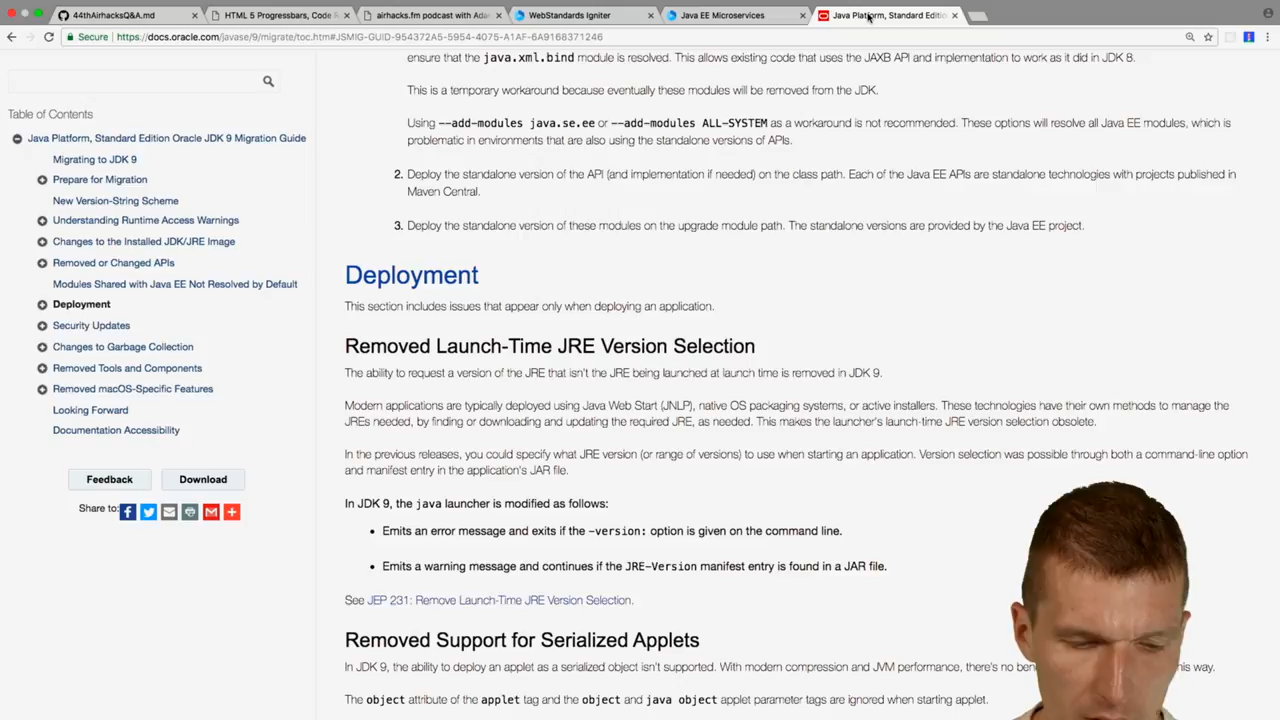 44thAirhacksQ&A.md
HTML 5 Progressbars, Code R
airhacks.fm podcast with Ada
WebStandards Igniter
Java EE Microservices
Java Platform, Standard Editio
Secure https://docs.oracle.com/javase/9/migrate/toc.htm#JSMIG-GUID-954372A5-5954-4075-A1AF-6A9168371246
Table of Contents
Java Platform, Standard Edition Oracle JDK 9 Migration Guide
Migrating to JDK 9
Prepare for Migration
New Version-String Scheme
Understanding Runtime Access Warnings
Changes to the Installed JDK/JRE Image
Removed or Changed APIs
Modules Shared with Java EE Not Resolved by Default
Deployment
Security Updates
Changes to Garbage Collection
Removed Tools and Components
Removed macOS-Specific Features
Looking Forward
Documentation Accessibility
Feedback
Download
Share to:
ensure that the java.xml.bind module is resolved. This allows existing code that uses the JAXB API and implementation to work as it did in JDK 8.
This is a temporary workaround because eventually these modules will be removed from the JDK.
Using --add-modules java.se.ee or --add-modules ALL-SYSTEM as a workaround is not recommended. These options will resolve all Java EE modules, which is
problematic in environments that are also using the standalone versions of APIs.
2. Deploy the standalone version of the API (and implementation if needed) on the class path. Each of the Java EE APIs are standalone technologies with projects published in
Maven Central.
3. Deploy the standalone version of these modules on the upgrade module path. The standalone versions are provided by the Java EE project.
Deployment
This section includes issues that appear only when deploying an application.
Removed Launch-Time JRE Version Selection
The ability to request a version of the JRE that isn't the JRE being launched at launch time is removed in JDK 9.
Modern applications are typically deployed using Java Web Start (JNLP), native OS packaging systems, or active installers. These technologies have their own methods to manage the
JREs needed, by finding or downloading and updating the required JRE, as needed. This makes the launcher's launch-time JRE version selection obsolete.
In the previous releases, you could specify what JRE version (or range of versions) to use when starting an application. Version selection was possible through both a command-line option
and manifest entry in the application's JAR file.
In JDK 9, the java launcher is modified as follows:
• Emits an error message and exits if the -version: option is given on the command line.
• Emits a warning message and continues if the JRE-Version manifest entry is found in a JAR file.
See JEP 231: Remove Launch-Time JRE Version Selection.
Removed Support for Serialized Applets
In JDK 9, the ability to deploy an applet as a serialized object isn't supported. With modern compression and JVM performance, there's no ben this way.
The object attribute of the applet tag and the object and java object applet parameter tags are ignored when starting applet.